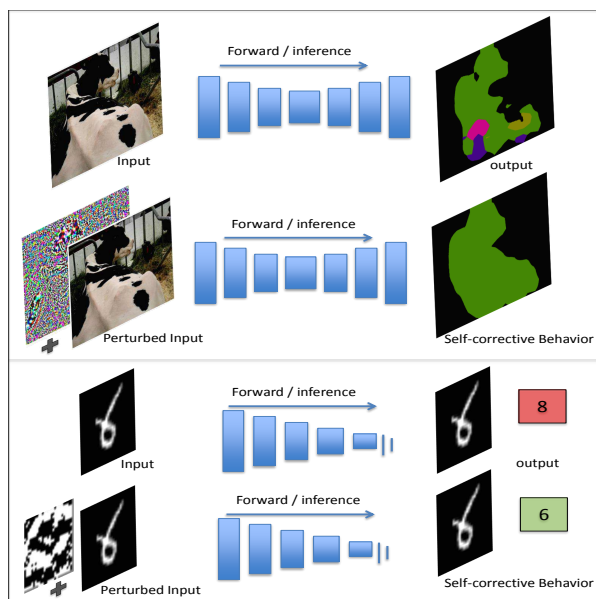 Forward / inference
Input
output
Forward / inference
Perturbed Input
Self-corrective Behavior
Forward / inference
8
Input
output
Forward / inference
6
Perturbed Input
Self-corrective Behavior